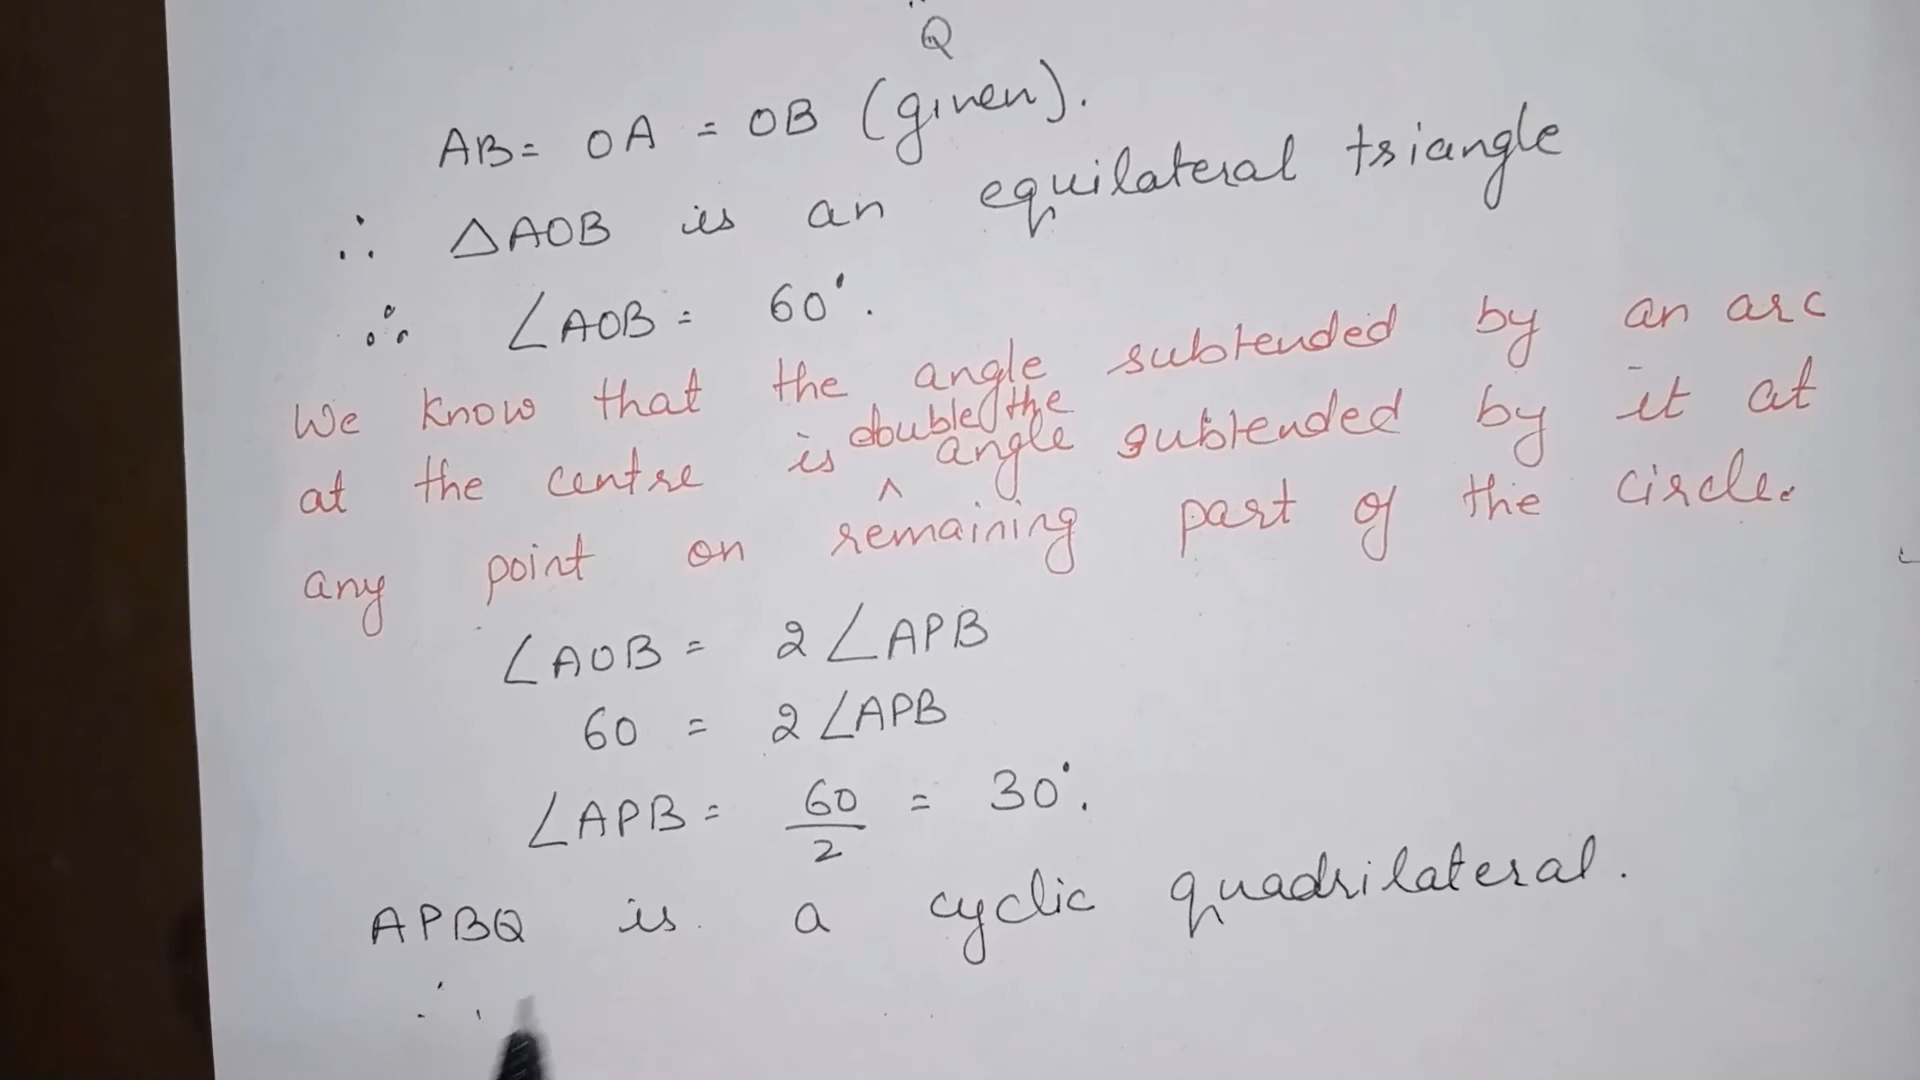 Q
AB = OA = OB (given).
∴ △AOB is an equilateral triangle
∴ ∠AOB = 60°.
We know that the angle subtended by an arc
at the centre is double the angle subtended by it at
any point on remaining part of the circle.
∠AOB = 2 ∠APB
60 = 2 ∠APB
∠APB = 60/2 = 30°.
APBQ is a cyclic quadrilateral.
∴